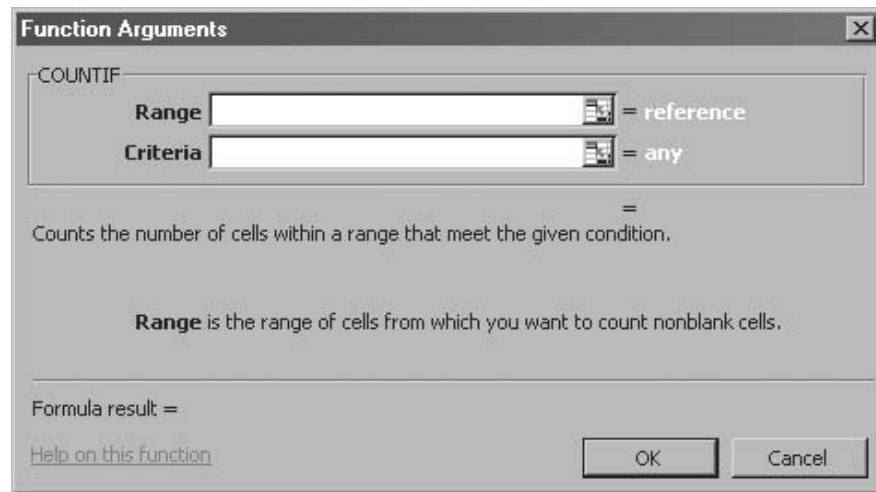 Function Arguments
COUNTIF
Range = reference
Criteria = any
=
Counts the number of cells within a range that meet the given condition.
Range is the range of cells from which you want to count nonblank cells.
Formula result =
Help on this function
OK Cancel